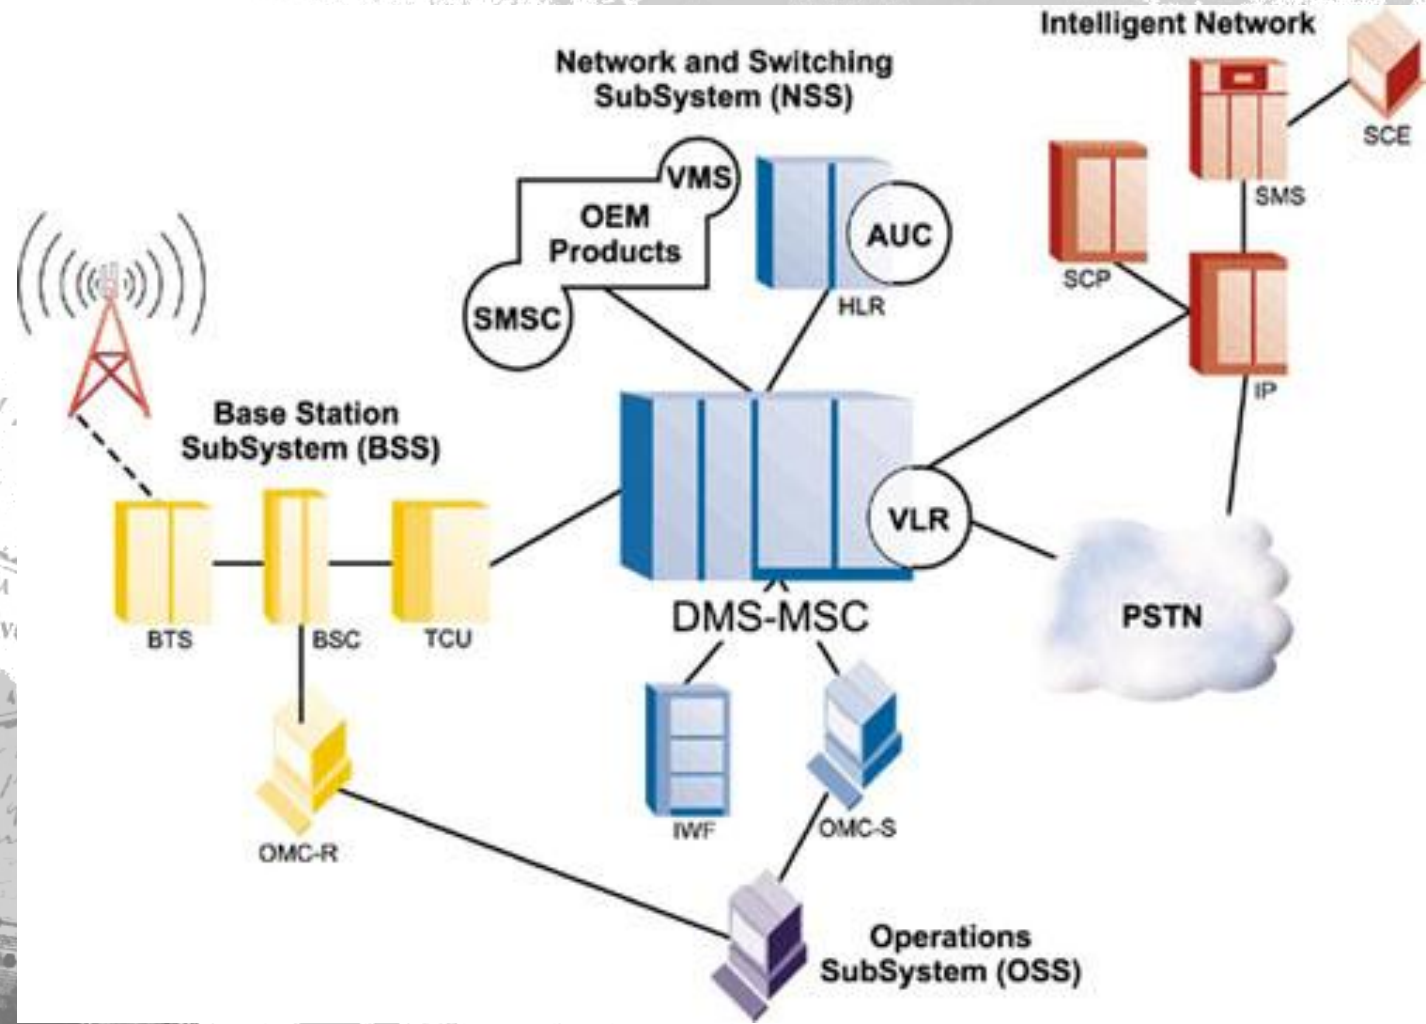 Intelligent Network
Network and Switching
SubSystem (NSS)
SCE
VMS
SMS
OEM
Products
AUC
SCP
SMSC
HLR
IP
Base Station
SubSystem (BSS)
VLR
DMS-MSC
PSTN
BTS
BSC
TCU
IWF
OMC-S
OMC-R
Operations
SubSystem (OSS)